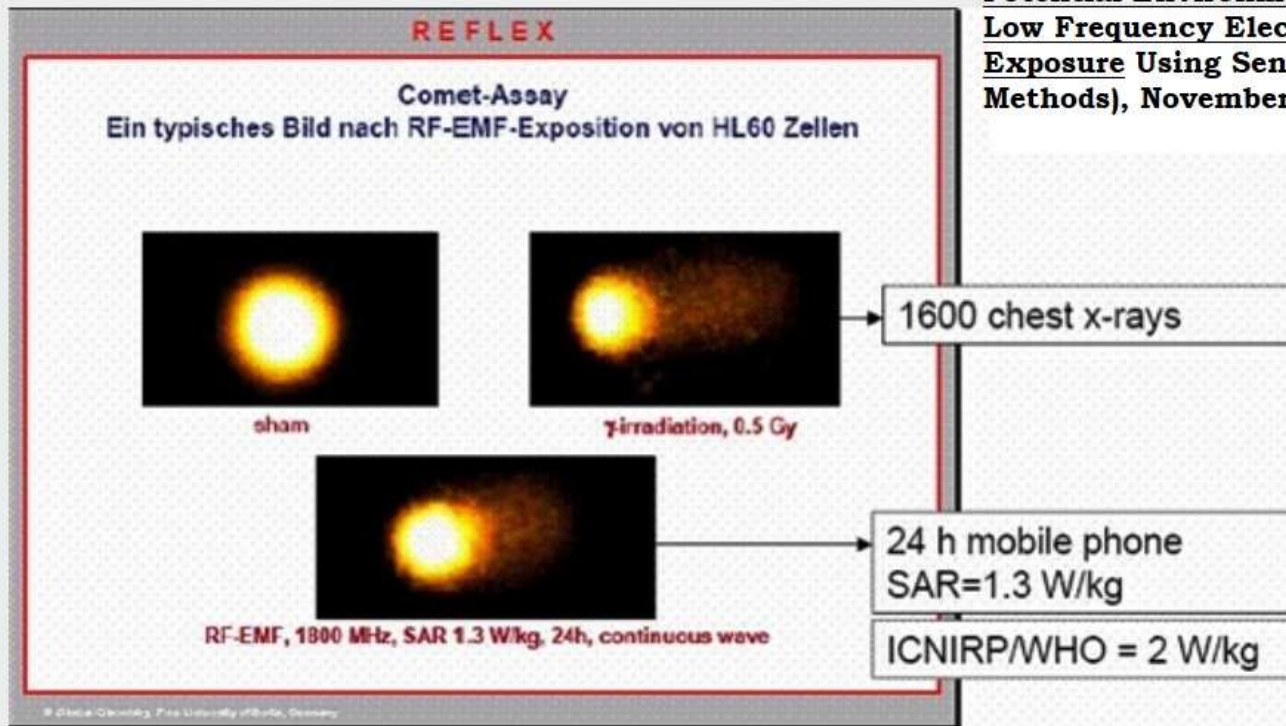 REFLEX
Comet-Assay
Ein typisches Bild nach RF-EMF-Exposition von HL60 Zellen
sham
γ-irradiation, 0.5 Gy
RF-EMF, 1800 MHz, SAR 1.3 W/kg, 24h, continuous wave
Low Frequency Elec
Exposure Using Sen
Methods), November
1600 chest x-rays
24 h mobile phone
SAR=1.3 W/kg
ICNIRP/WHO = 2 W/kg